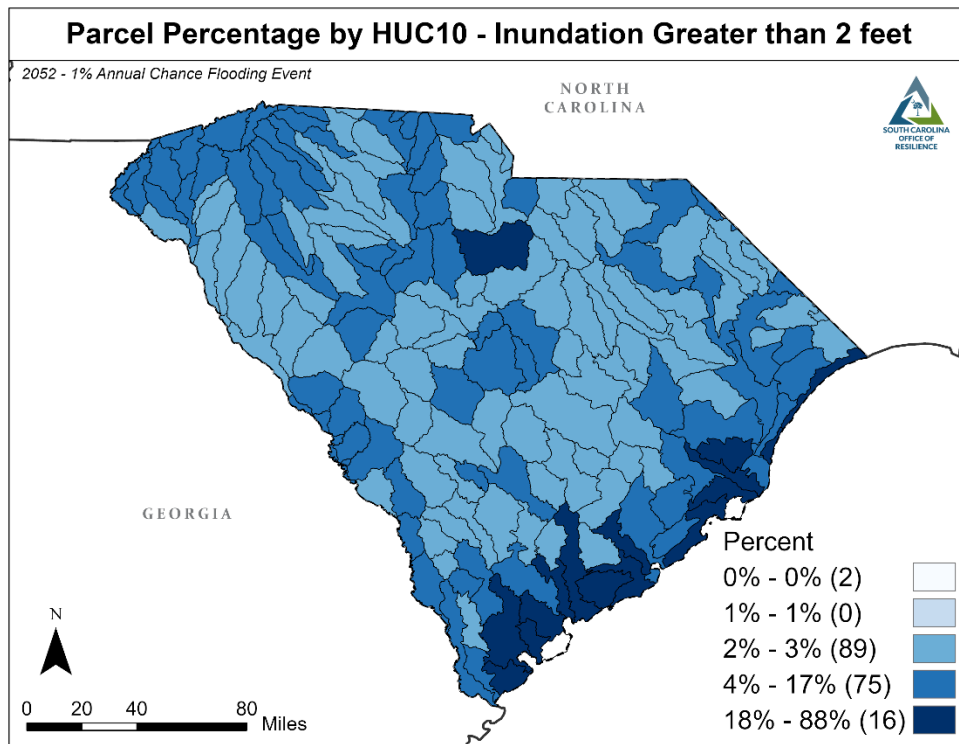 Parcel Percentage by HUC10 - Inundation Greater than 2 feet
2052 - 1% Annual Chance Flooding Event
NORTH
CAROLINA
SOUTH CAROLINA
OFFICE OF
RESILIENCE
GEORGIA
Percent
0% - 0% (2)
1% - 1% (0)
2% - 3% (89)
4% - 17% (75)
18% - 88% (16)
N
0 20 40 80
Miles